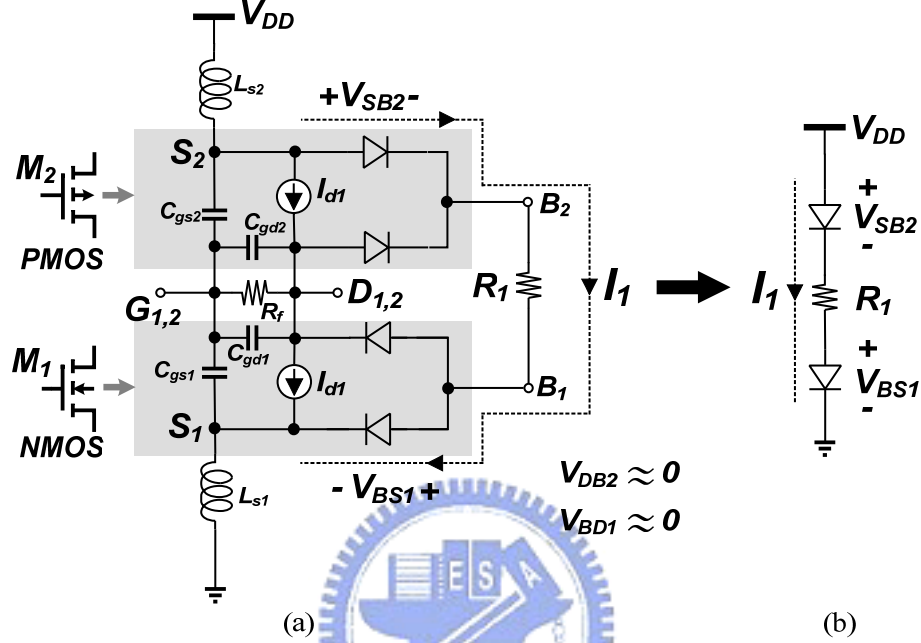 V_DD
L_s2
+V_SB2-
S_2
M_2
I_d1
C_gs2
C_gd2
B_2
PMOS
G_1,2
R_f
D_1,2
R_1
I_1
M_1
C_gd1
C_gs1
I_d1
B_1
S_1
NMOS
- V_BS1 +
L_s1
V_DB2 ≈ 0
V_BD1 ≈ 0
E S A
(a)
V_DD
+
V_SB2
-
I_1
R_1
+
V_BS1
-
(b)